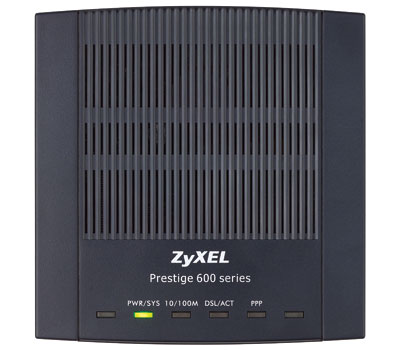 ZyXEL
Prestige 600 series
PWR/SYS 10/100M DSL/ACT PPP